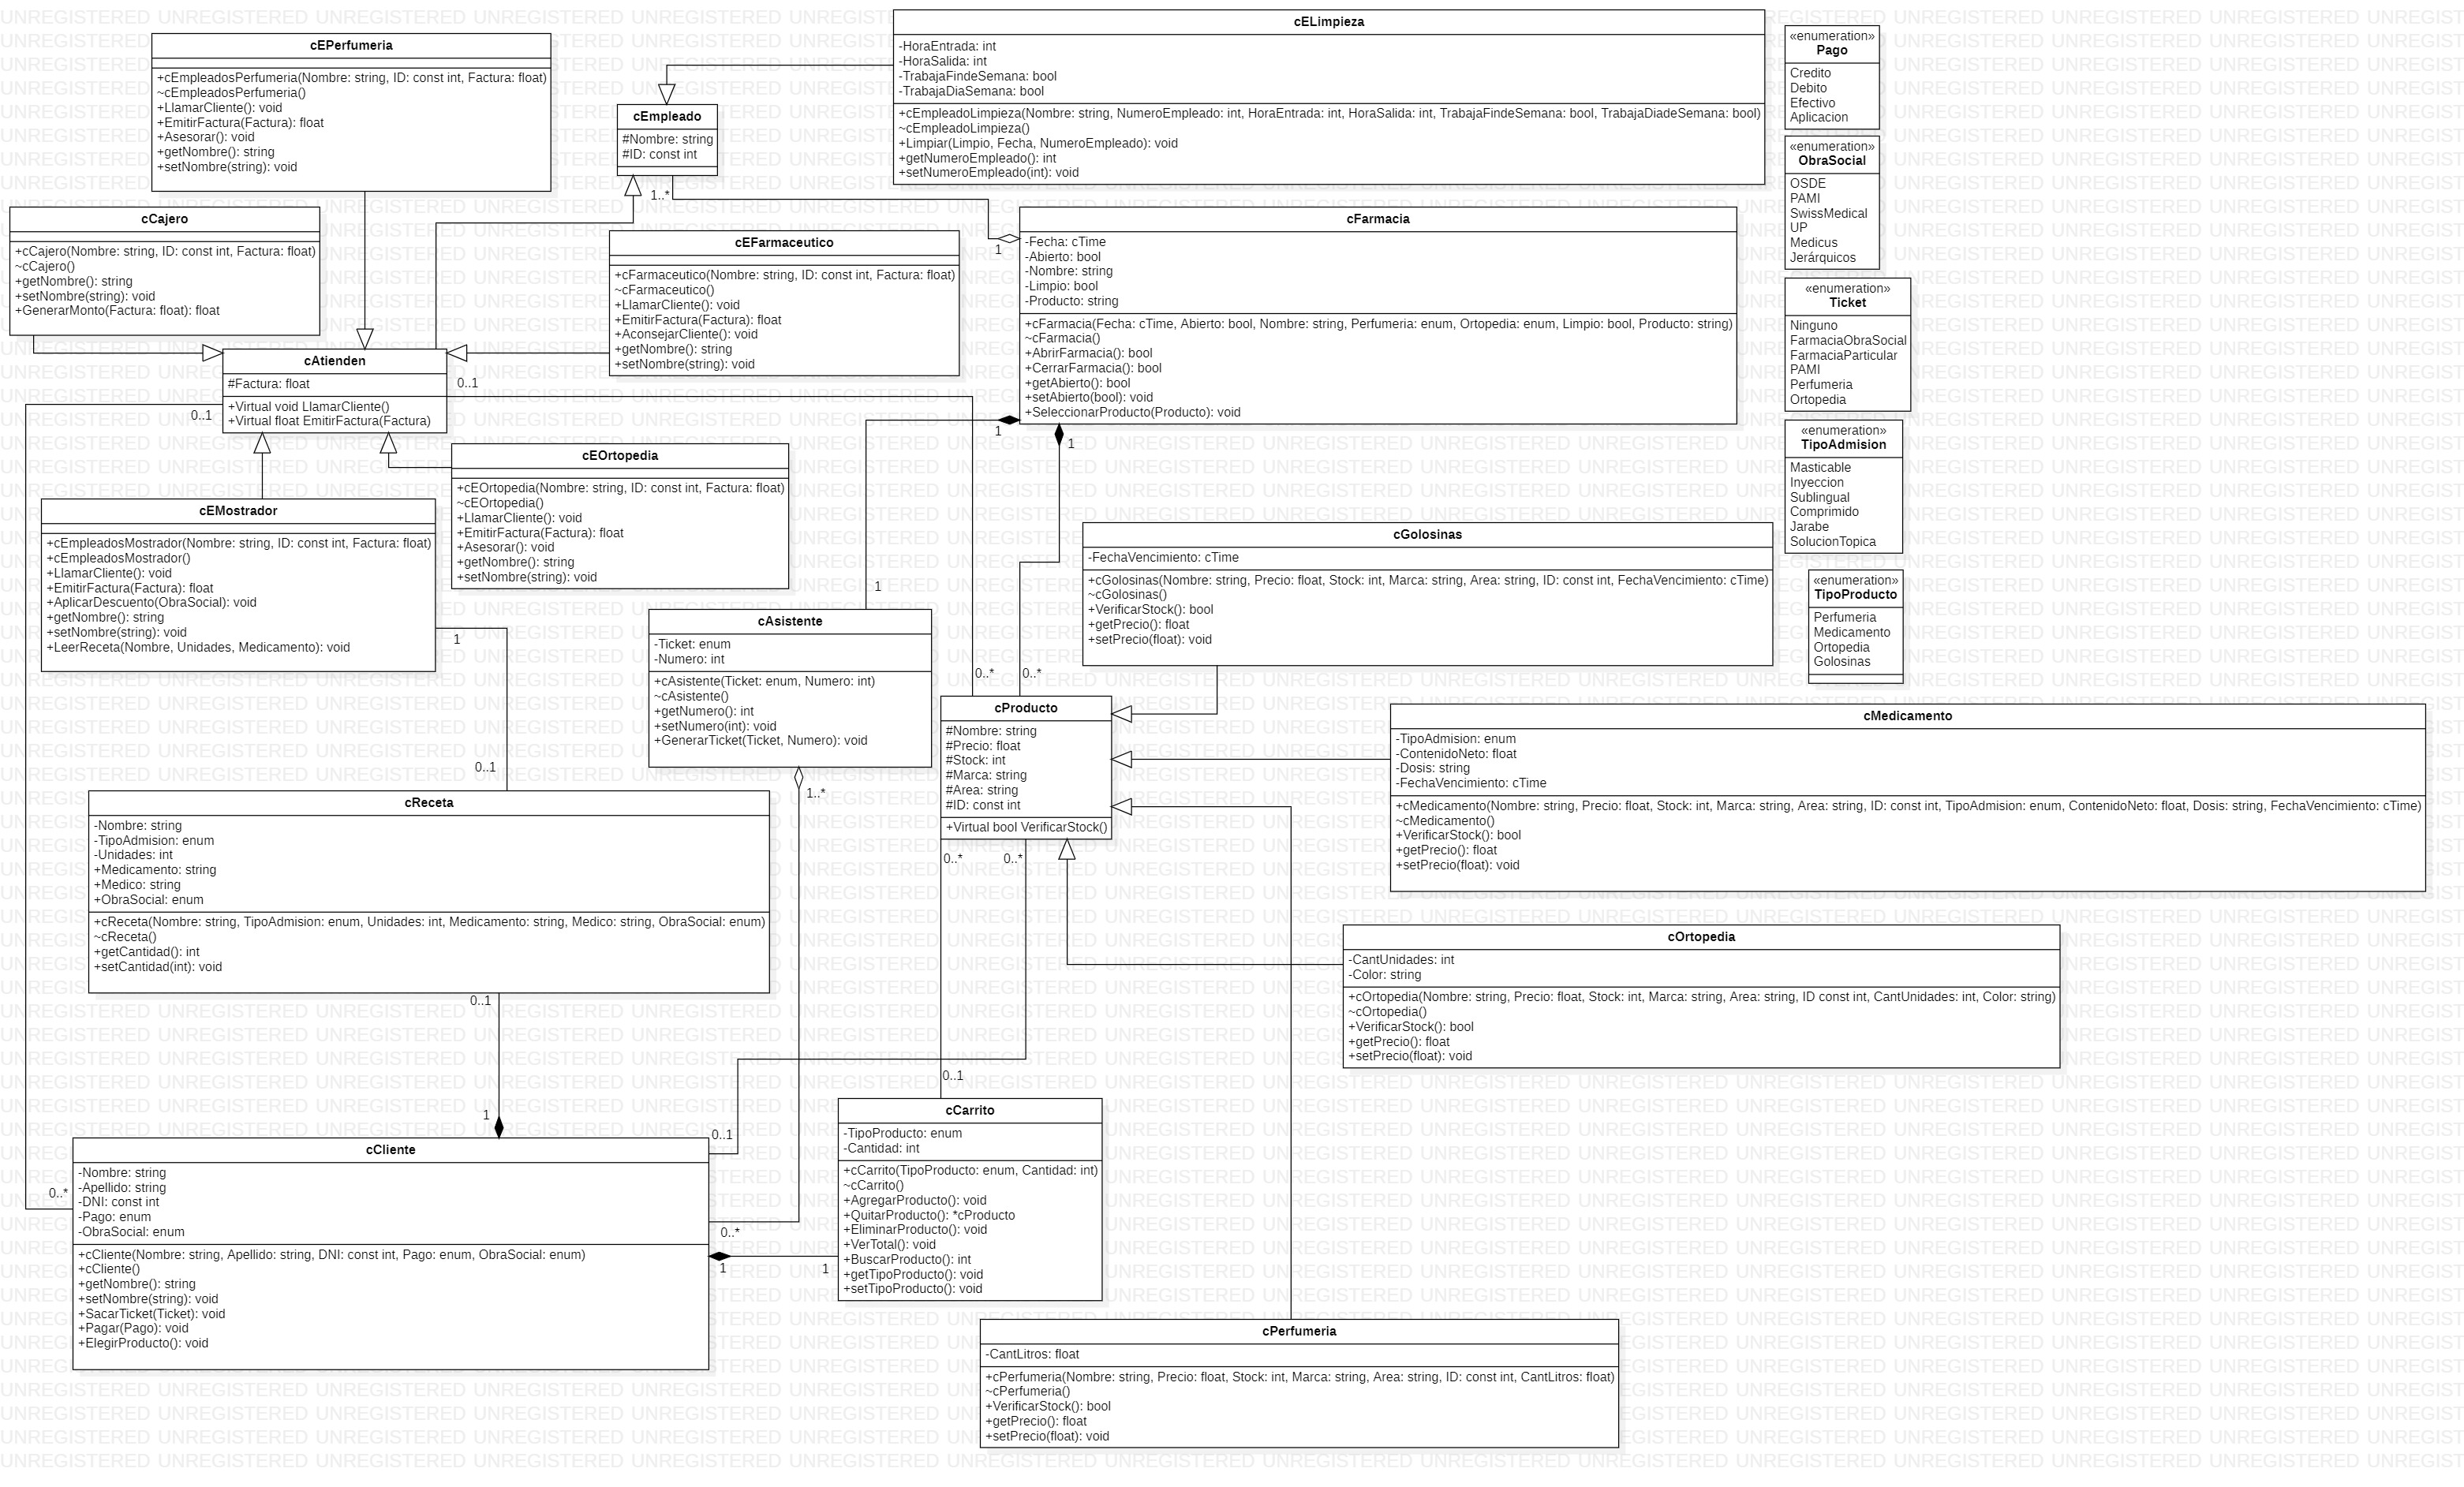 cEPerfumeria
+cEmpleadosPerfumeria(Nombre: string, ID: const int, Factura: float)
~cEmpleadosPerfumeria()
+LlamarCliente(): void
+EmitirFactura(Factura): float
+Asesorar(): void
+getNombre(): string
+setNombre(string): void
cEmpleado
#Nombre: string
#ID: const int
1..*
cELimpieza
-HoraEntrada: int
-HoraSalida: int
-TrabajaFindeSemana: bool
-TrabajaDiaSemana: bool
+cEmpleadoLimpieza(Nombre: string, NumeroEmpleado: int, HoraEntrada: int, HoraSalida: int, TrabajaFindeSemana: bool, TrabajaDiadeSemana: bool)
~cEmpleadoLimpieza()
+Limpiar(Limpio, Fecha, NumeroEmpleado): void
+getNumeroEmpleado(): int
+setNumeroEmpleado(int): void
«enumeration»
Pago
Credito
Debito
Efectivo
Aplicacion
«enumeration»
ObraSocial
OSDE
PAMI
SwissMedical
UP
Medicus
Jerárquicos
«enumeration»
Ticket
Ninguno
FarmaciaObraSocial
FarmaciaParticular
PAMI
Perfumeria
Ortopedia
«enumeration»
TipoAdmision
Masticable
Inyeccion
Sublingual
Comprimido
Jarabe
SolucionTopica
«enumeration»
TipoProducto
Perfumeria
Medicamento
Ortopedia
Golosinas
cCajero
+cCajero(Nombre: string, ID: const int, Factura: float)
~cCajero()
+getNombre(): string
+setNombre(string): void
+GenerarMonto(Factura: float): float
cEFarmaceutico
+cFarmaceutico(Nombre: string, ID: const int, Factura: float)
~cFarmaceutico()
+LlamarCliente(): void
+EmitirFactura(Factura): float
+AconsejarCliente(): void
+getNombre(): string
+setNombre(string): void
cFarmacia
-Fecha: cTime
-Abierto: bool
-Nombre: string
-Limpio: bool
-Producto: string
+cFarmacia(Fecha: cTime, Abierto: bool, Nombre: string, Perfumeria: enum, Ortopedia: enum, Limpio: bool, Producto: string)
~cFarmacia()
+AbrirFarmacia(): bool
+CerrarFarmacia(): bool
+getAbierto(): bool
+setAbierto(bool): void
+SeleccionarProducto(Producto): void
1
1
1
cAtienden
#Factura: float
+Virtual void LlamarCliente()
+Virtual float EmitirFactura(Factura)
0..1
0..1
cEOrtopedia
+cEOrtopedia(Nombre: string, ID: const int, Factura: float)
~cEOrtopedia()
+LlamarCliente(): void
+EmitirFactura(Factura): float
+Asesorar(): void
+getNombre(): string
+setNombre(string): void
cEMostrador
+cEmpleadosMostrador(Nombre: string, ID: const int, Factura: float)
+cEmpleadosMostrador()
+LlamarCliente(): void
+EmitirFactura(Factura): float
+AplicarDescuento(ObraSocial): void
+getNombre(): string
+setNombre(string): void
+LeerReceta(Nombre, Unidades, Medicamento): void
1
0..1
cGolosinas
-FechaVencimiento: cTime
+cGolosinas(Nombre: string, Precio: float, Stock: int, Marca: string, Area: string, ID: const int, FechaVencimiento: cTime)
~cGolosinas()
+VerificarStock(): bool
+getPrecio(): float
+setPrecio(float): void
1
cAsistente
-Ticket: enum
-Numero: int
+cAsistente(Ticket: enum, Numero: int)
~cAsistente()
+getNumero(): int
+setNumero(int): void
+GenerarTicket(Ticket, Numero): void
1..*
0..*
0..*
cProducto
#Nombre: string
#Precio: float
#Stock: int
#Marca: string
#Area: string
#ID: const int
+Virtual bool VerificarStock()
0..*
0..*
cMedicamento
-TipoAdmision: enum
-ContenidoNeto: float
-Dosis: string
-FechaVencimiento: cTime
+cMedicamento(Nombre: string, Precio: float, Stock: int, Marca: string, Area: string, ID: const int, TipoAdmision: enum, ContenidoNeto: float, Dosis: string, FechaVencimiento: cTime)
~cMedicamento()
+VerificarStock(): bool
+getPrecio(): float
+setPrecio(float): void
cReceta
-Nombre: string
-TipoAdmision: enum
-Unidades: int
+Medicamento: string
+Medico: string
+ObraSocial: enum
+cReceta(Nombre: string, TipoAdmision: enum, Unidades: int, Medicamento: string, Medico: string, ObraSocial: enum)
~cReceta()
+getCantidad(): int
+setCantidad(int): void
0..1
cOrtopedia
-CantUnidades: int
-Color: string
+cOrtopedia(Nombre: string, Precio: float, Stock: int, Marca: string, Area: string, ID const int, CantUnidades: int, Color: string)
~cOrtopedia()
+VerificarStock(): bool
+getPrecio(): float
+setPrecio(float): void
1
0..1
0..1
cCliente
-Nombre: string
-Apellido: string
-DNI: const int
-Pago: enum
-ObraSocial: enum
+cCliente(Nombre: string, Apellido: string, DNI: const int, Pago: enum, ObraSocial: enum)
+cCliente()
+getNombre(): string
+setNombre(string): void
+SacarTicket(Ticket): void
+Pagar(Pago): void
+ElegirProducto(): void
0..*
0..*
1
1
cCarrito
-TipoProducto: enum
-Cantidad: int
+cCarrito(TipoProducto: enum, Cantidad: int)
~cCarrito()
+AgregarProducto(): void
+QuitarProducto(): *cProducto
+EliminarProducto(): void
+VerTotal(): void
+BuscarProducto(): int
+getTipoProducto(): void
+setTipoProducto(): void
cPerfumeria
-CantLitros: float
+cPerfumeria(Nombre: string, Precio: float, Stock: int, Marca: string, Area: string, ID: const int, CantLitros: float)
~cPerfumeria()
+VerificarStock(): bool
+getPrecio(): float
+setPrecio(float): void
UNREGISTERED